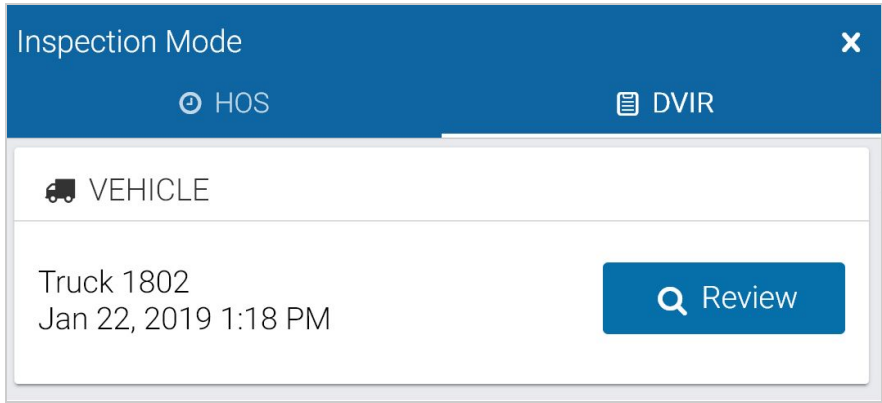 Inspection Mode
HOS
DVIR
VEHICLE
Truck 1802
Jan 22, 2019 1:18 PM
Review